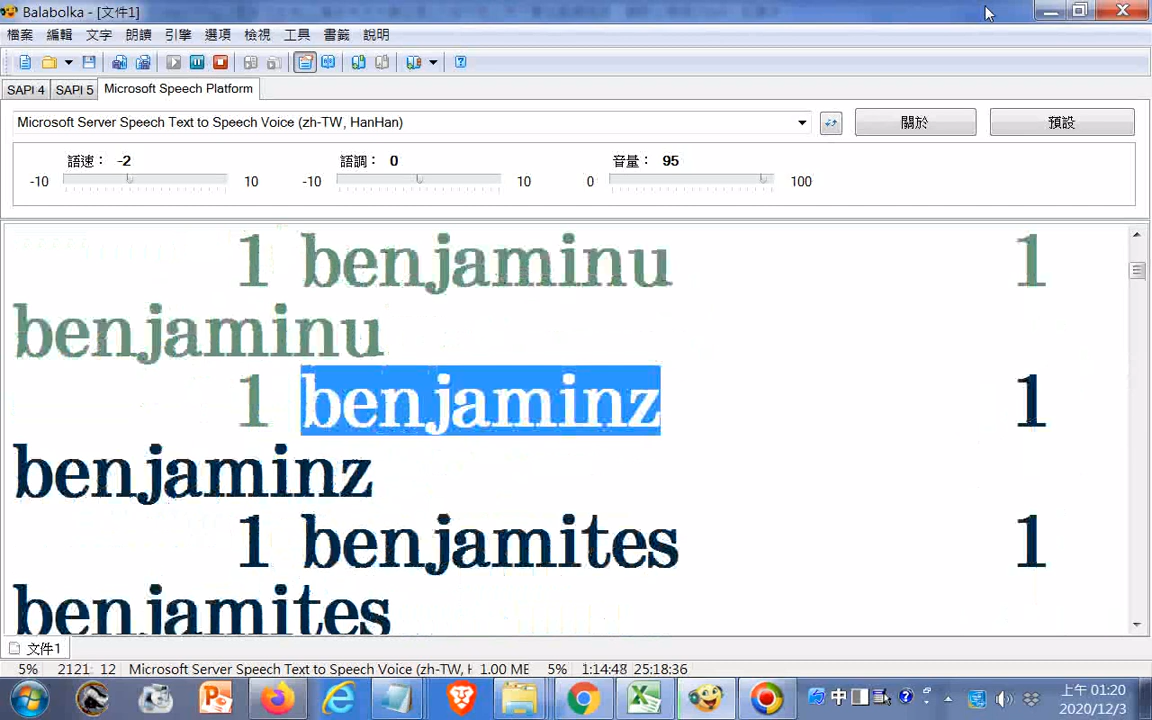 Balabolka - [文件1]
檔案 編輯 文字 朗讀 引擎 選項 檢視 工具 書籤 說明
SAPI 4 SAPI 5 Microsoft Speech Platform
Microsoft Server Speech Text to Speech Voice (zh-TW, HanHan) 關於 預設
語速： -2 語調： 0 音量： 95
-10 10 -10 10 0 100
1 benjaminu 1
benjaminu
1 benjaminz 1
benjaminz
1 benjamites 1
benjamites
文件1
5% 2121: 12 Microsoft Server Speech Text to Speech Voice (zh-TW, 1.00 ME 5% 1:14:48 25:18:36
中 上午 01:20
2020/12/3